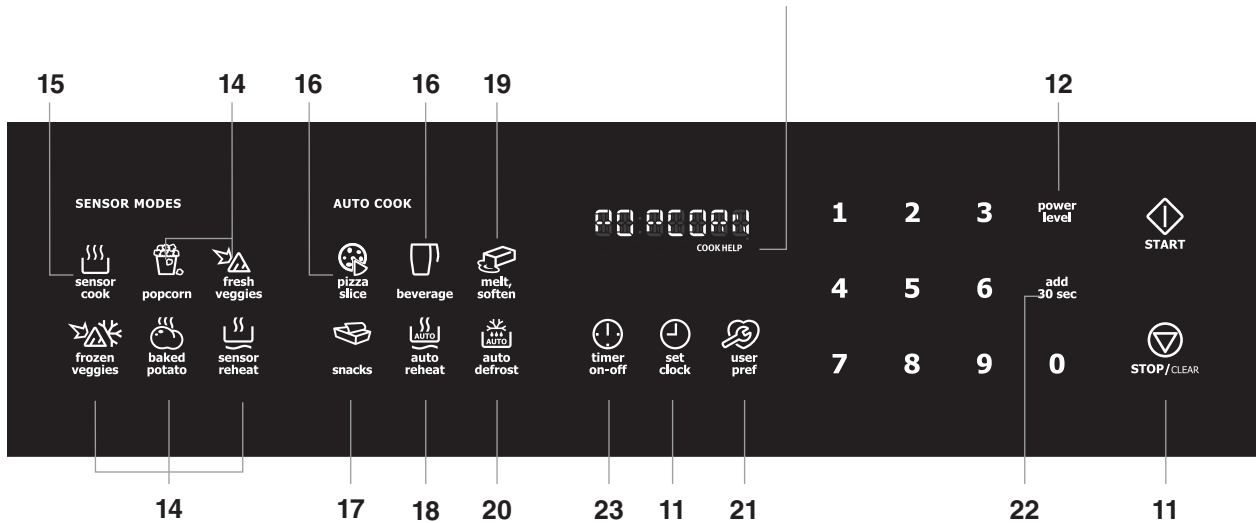 15 14 16 16 19 12
SENSOR MODES AUTO COOK
COOK HELP
1 2 3 power level
START
sensor cook popcorn fresh veggies pizza slice beverage melt, soften
4 5 6 add 30 sec
AUTO AUTO
frozen veggies baked potato sensor reheat snacks auto reheat auto defrost timer on-off set clock user pref
7 8 9 0 STOP/CLEAR
14 17 18 20 23 11 21 22 11